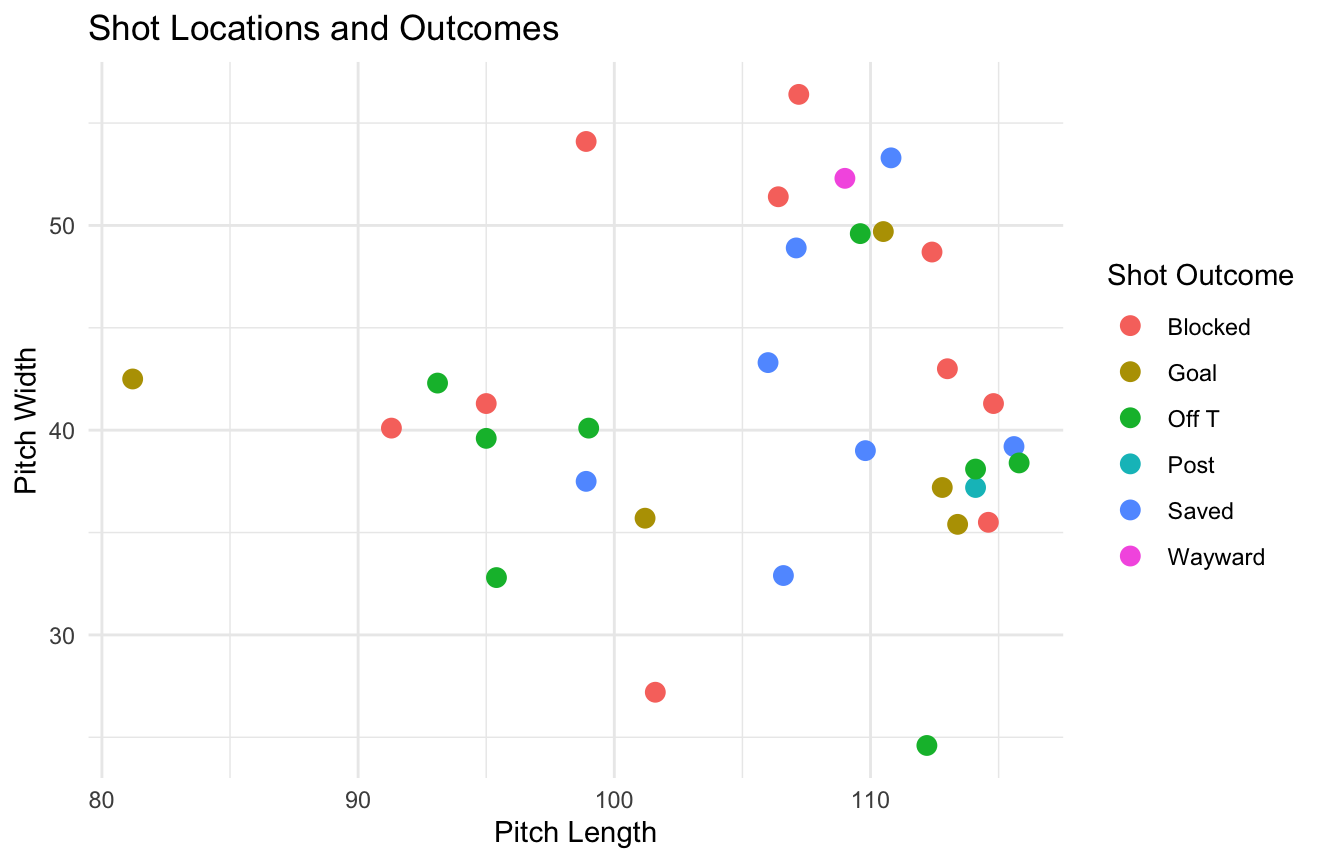 Shot Locations and Outcomes
50
40
30
Pitch Width
80 90 100 110
Pitch Length
Shot Outcome
Blocked
Goal
Off T
Post
Saved
Wayward